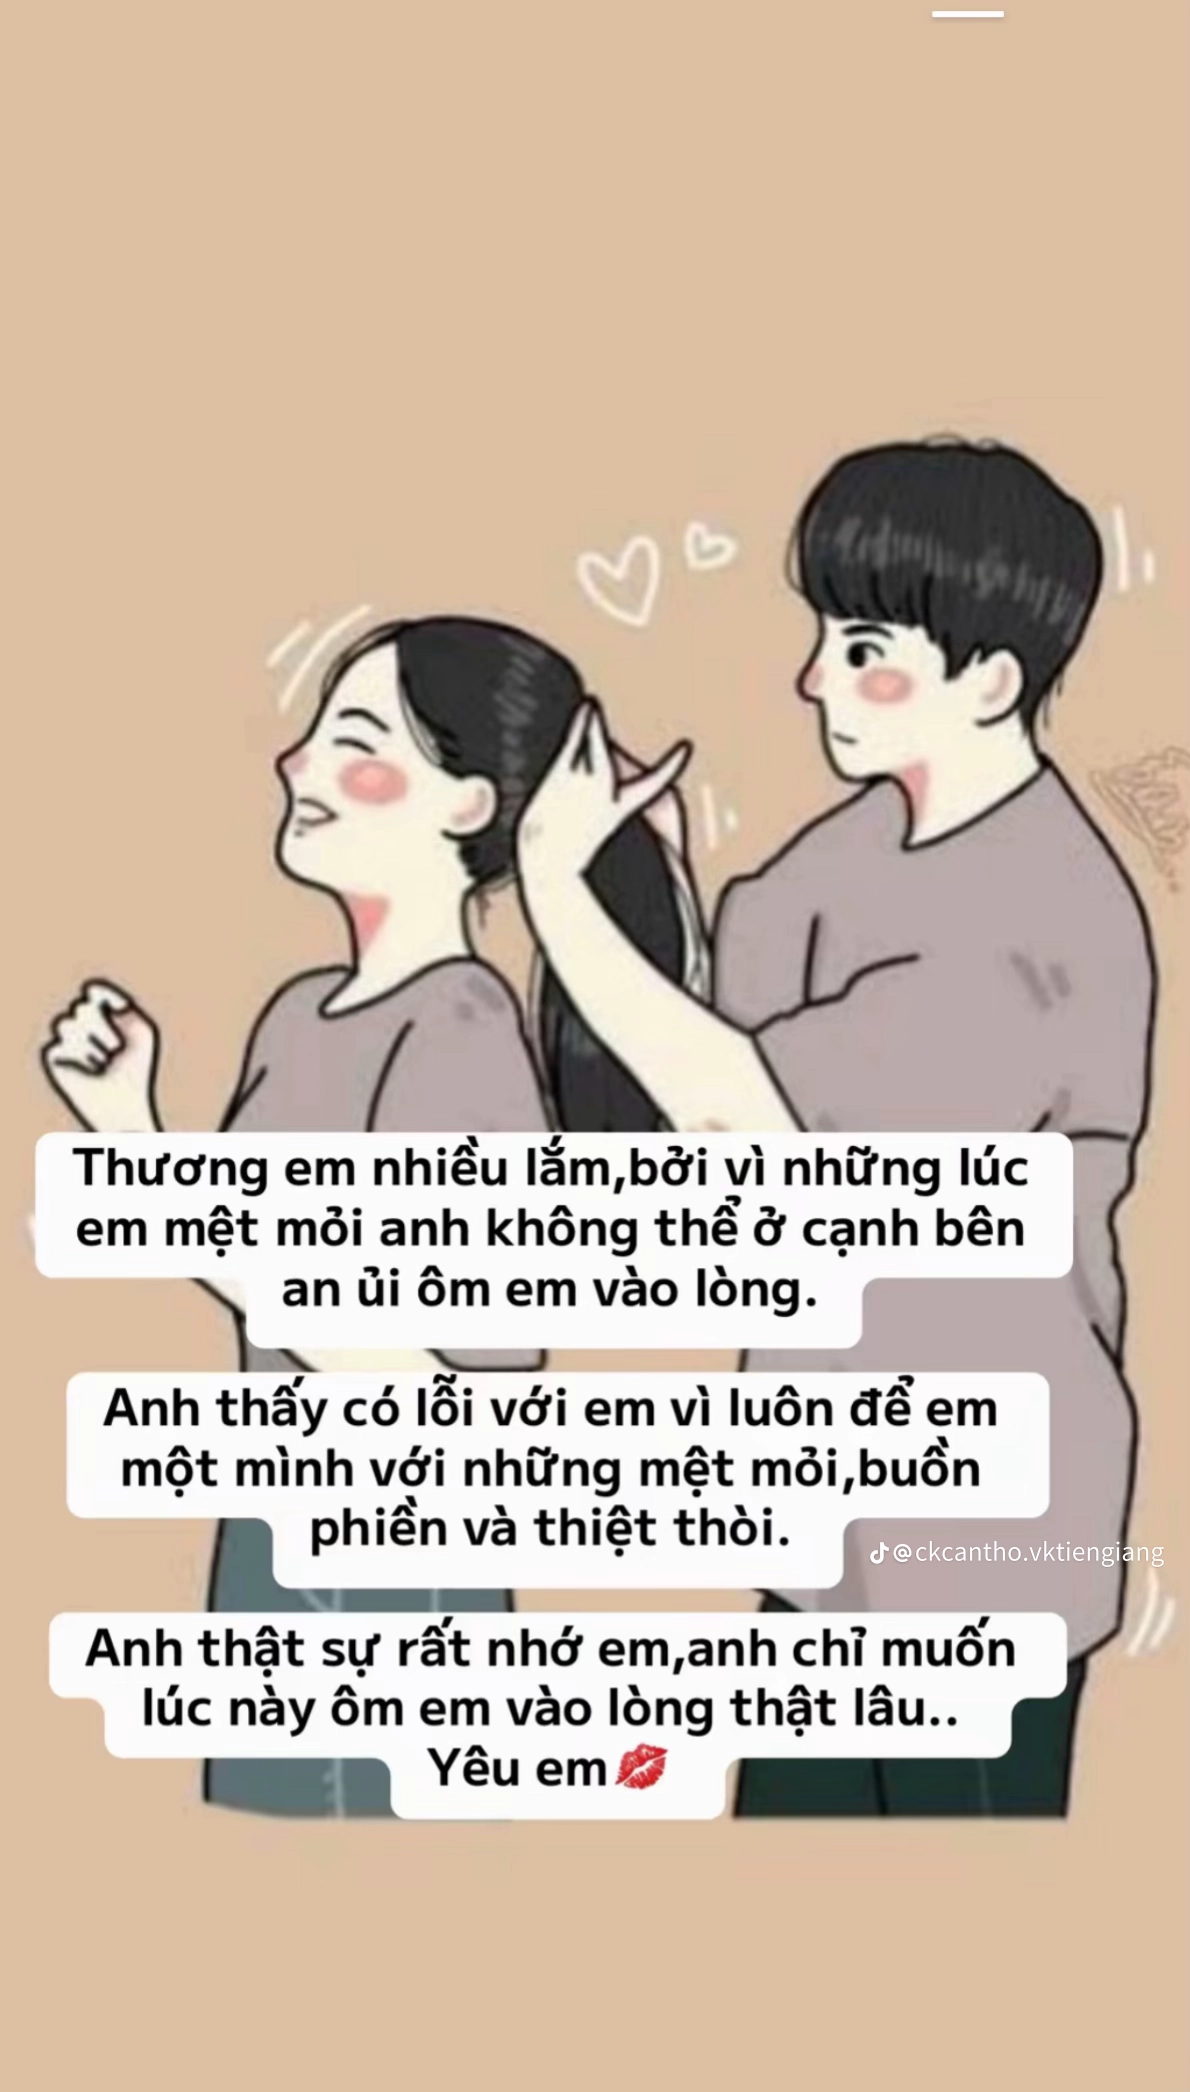 Thương em nhiều lắm,bởi vì những lúc
em mệt mỏi anh không thể ở cạnh bên
an ủi ôm em vào lòng.
Anh thấy có lỗi với em vì luôn để em
một mình với những mệt mỏi,buồn
phiền và thiệt thòi.
@ckcantho.vktiengiang
Anh thật sự rất nhớ em,anh chỉ muốn
lúc này ôm em vào lòng thật lâu..
Yêu em💋